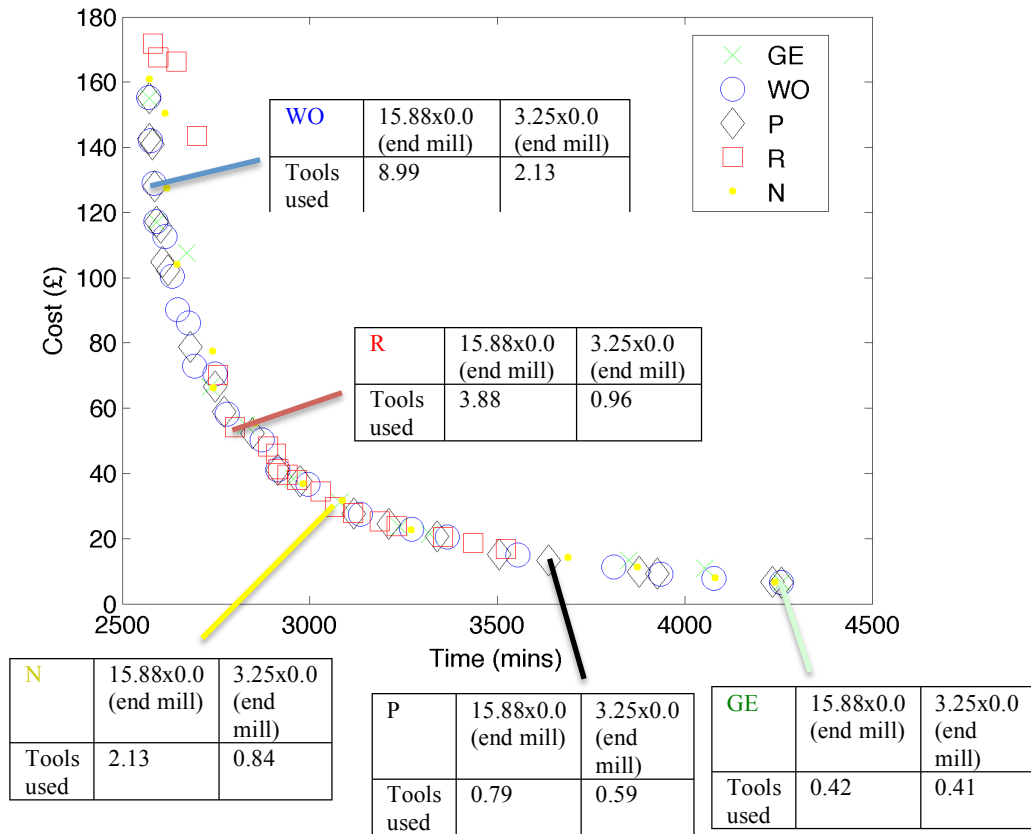 180
160
140
120
100
80
60
40
20
0
Cost (£)
2500
3000
3500
4000
4500
Time (mins)
GE
WO
P
R
N
WO
15.88x0.0
(end mill)
3.25x0.0
(end mill)
Tools
used
8.99
2.13
R
15.88x0.0
(end mill)
3.25x0.0
(end mill)
Tools
used
3.88
0.96
N
15.88x0.0
(end mill)
3.25x0.0
(end
mill)
Tools
used
2.13
0.84
P
15.88x0.0
(end mill)
3.25x0.0
(end
mill)
Tools
used
0.79
0.59
GE
15.88x0.0
(end mill)
3.25x0.0
(end
mill)
Tools
used
0.42
0.41